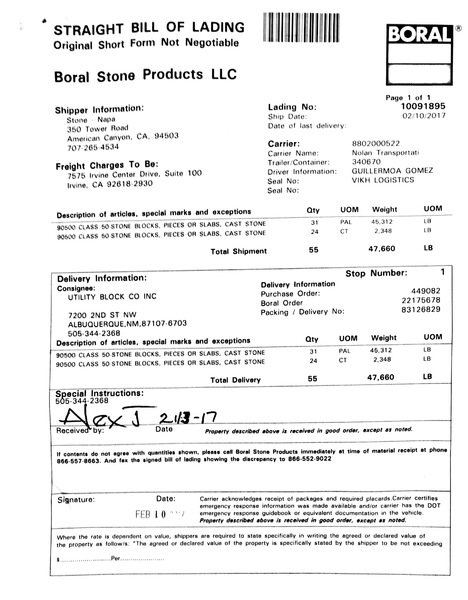 STRAIGHT BILL OF LADING
Original Short Form Not Negotiable
BORAL®
Boral Stone Products LLC
Page 1 of 1
Shipper Information:
Stone - Napa
350 Tower Road
American Canyon, CA, 94503
707-265-4534
Lading No: 10091895
Ship Date: 02/10/2017
Date of last delivery:
Freight Charges To Be:
7575 Irvine Center Drive, Suite 100
Irvine, CA 92618-2930
Carrier: 8802000522
Carrier Name: Nolan Transportati
Trailer/Container: 340670
Driver Information: GUILLERMOA GOMEZ
Seal No: VIKH LOGISTICS
Seal No:
Description of articles, special marks and exceptions Qty UOM Weight UOM
90500 CLASS 50-STONE BLOCKS, PIECES OR SLABS, CAST STONE 31 PAL 45,312 LB
90500 CLASS 50-STONE BLOCKS, PIECES OR SLABS, CAST STONE 24 CT 2,348 LB
Total Shipment 55 47,660 LB
Stop Number: 1
Delivery Information:
Consignee:
UTILITY BLOCK CO INC
7200 2ND ST NW
ALBUQUERQUE,NM,87107-6703
505-344-2368
Delivery Information
Purchase Order: 449082
Boral Order 22175678
Packing / Delivery No: 83126829
Description of articles, special marks and exceptions Qty UOM Weight UOM
90500 CLASS 50-STONE BLOCKS, PIECES OR SLABS, CAST STONE 31 PAL 45,312 LB
90500 CLASS 50-STONE BLOCKS, PIECES OR SLABS, CAST STONE 24 CT 2,348 LB
Total Delivery 55 47,660 LB
Special Instructions:
505-344-2368
Alex J 2-13-17
Received by: Date Property described above is received in good order, except as noted.
If contents do not agree with quantities shown, please call Boral Stone Products immediately at time of material receipt at phone
866-557-8663. And fax the signed bill of lading showing the discrepancy to 866-552-9022
Signature: Date:
FEB 10
Carrier acknowledges receipt of packages and required placards.Carrier certifies
emergency response information was made available and/or carrier has the DOT
emergency response guidebook or equivalent documentation in the vehicle.
Property described above is received in good order, except as noted.
Where the rate is dependent on value, shippers are required to state specifically in writing the agreed or declared value of
the property as follows: "The agreed or declared value of the property is specifically stated by the shipper to be not exceeding
$ Per